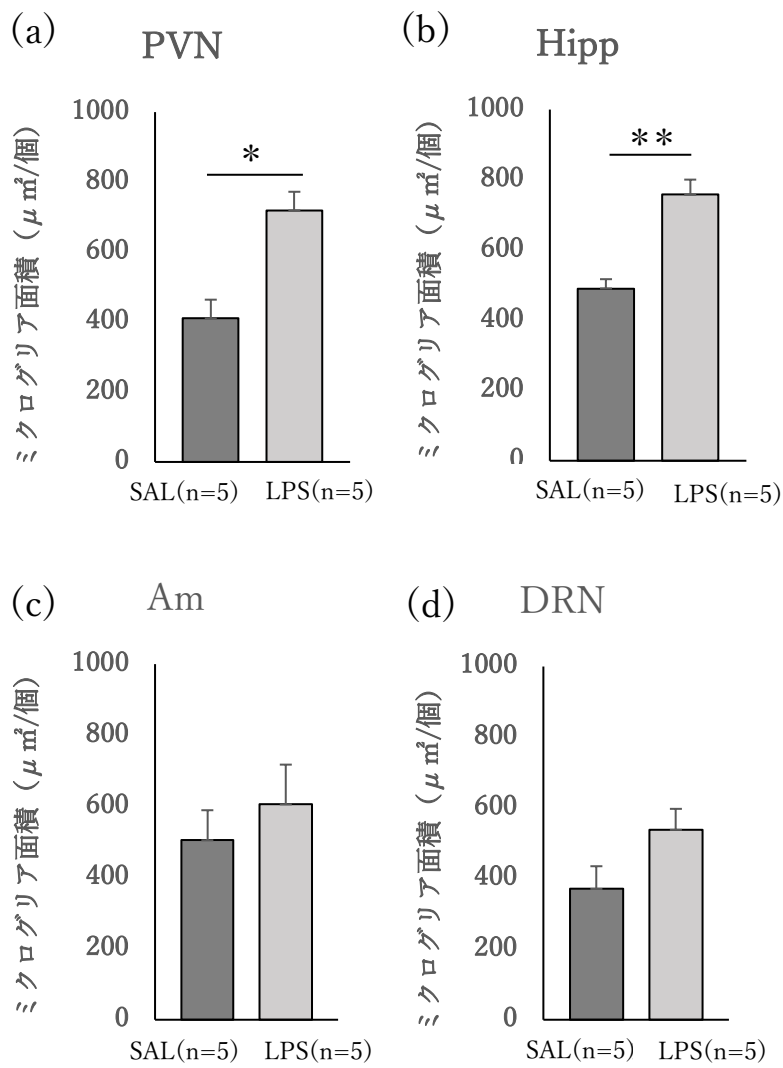 (a)
PVN
ミクログリア面積（μ㎡/個）
1000
800
600
400
200
0
*
SAL(n=5)
LPS(n=5)
(b)
Hipp
ミクログリア面積（μ㎡/個）
1000
800
600
400
200
0
**
SAL(n=5)
LPS(n=5)
(c)
Am
ミクログリア面積（μ㎡/個）
1000
800
600
400
200
0
SAL(n=5)
LPS(n=5)
(d)
DRN
ミクログリア面積（μ㎡/個）
1000
800
600
400
200
0
SAL(n=5)
LPS(n=5)